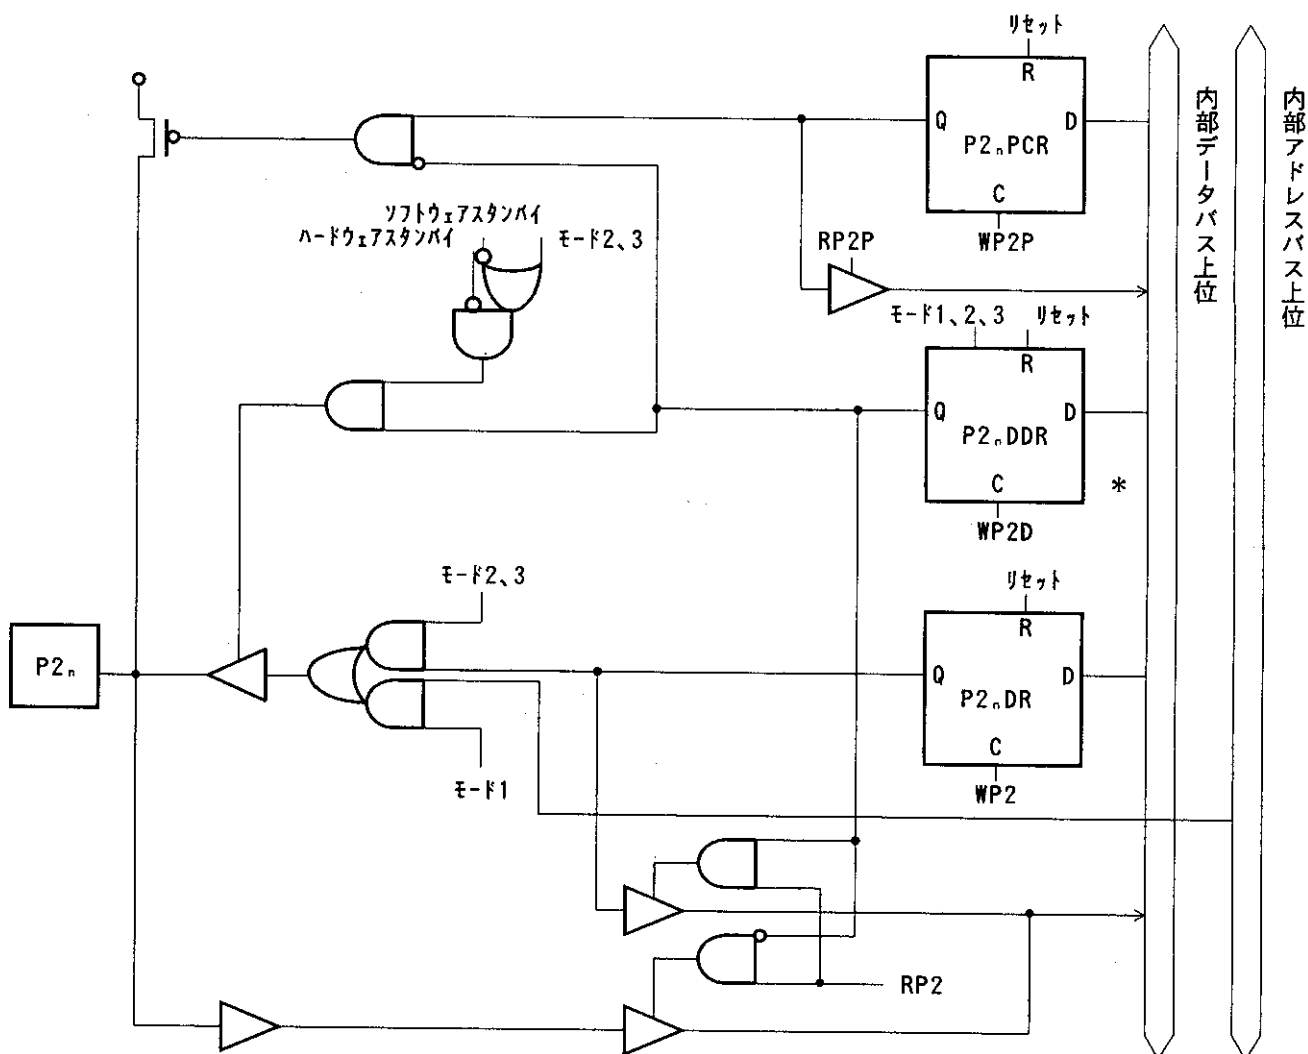 リセット
R
Q
D
P2nPCR
C
WP2P
内部データバス上位
内部アドレスバス上位
ソフトウェアスタンバイ
ハードウェアスタンバイ
モード2、3
RP2P
モード1、2、3
リセット
R
Q
D
P2nDDR
C
*
WP2D
モード2、3
リセット
R
P2n
Q
D
P2nDR
C
モード1
WP2
RP2